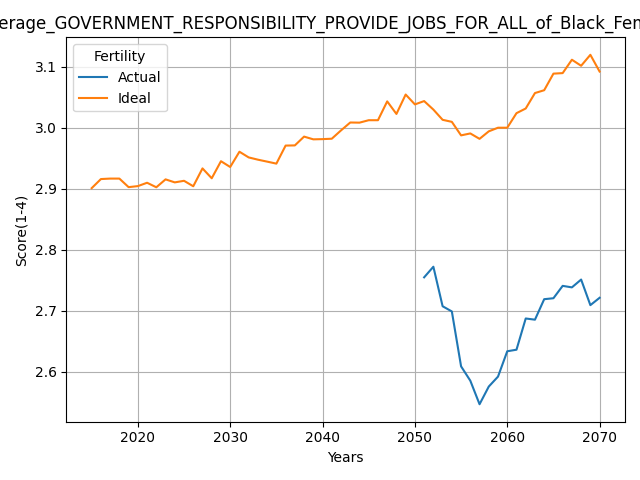 erage_GOVERNMENT_RESPONSIBILITY_PROVIDE_JOBS_FOR_ALL_of_Black_Fem
Fertility
Actual
Ideal
Score(1-4)
3.1
3.0
2.9
2.8
2.7
2.6
2020 2030 2040 2050 2060 2070
Years